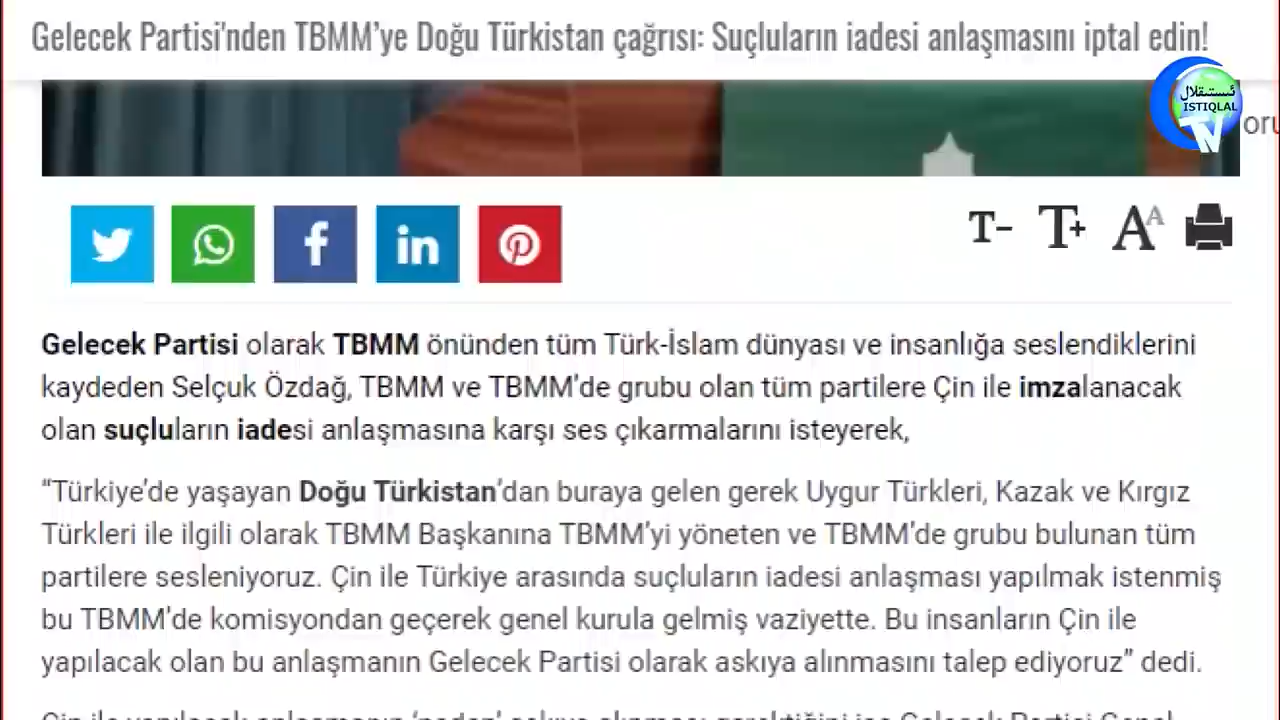 Gelecek Partisi'nden TBMM’ye Doğu Türkistan çağrısı: Suçluların iadesi anlaşmasını iptal edin!
ئىستىقلال
ISTIQLAL
TV
T- T+ AA
Gelecek Partisi olarak TBMM önünden tüm Türk-İslam dünyası ve insanlığa seslendiklerini
kaydeden Selçuk Özdağ, TBMM ve TBMM’de grubu olan tüm partilere Çin ile imzalanacak
olan suçluların iadesi anlaşmasına karşı ses çıkarmalarını isteyerek,
“Türkiye’de yaşayan Doğu Türkistan’dan buraya gelen gerek Uygur Türkleri, Kazak ve Kırgız
Türkleri ile ilgili olarak TBMM Başkanına TBMM’yi yöneten ve TBMM’de grubu bulunan tüm
partilere sesleniyoruz. Çin ile Türkiye arasında suçluların iadesi anlaşması yapılmak istenmiş
bu TBMM’de komisyondan geçerek genel kurula gelmiş vaziyette. Bu insanların Çin ile
yapılacak olan bu anlaşmanın Gelecek Partisi olarak askıya alınmasını talep ediyoruz” dedi.